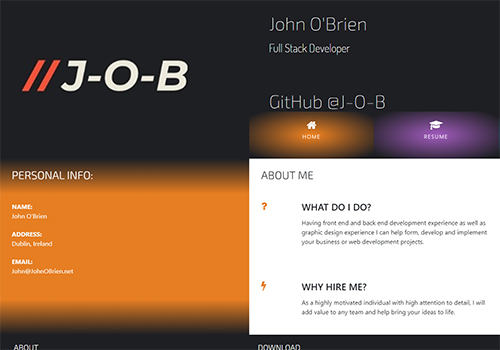 //J-O-B
John O'Brien
Full Stack Developer
GitHub @J-O-B
HOME
RESUME
PERSONAL INFO:
NAME:
John O'Brien
ADDRESS:
Dublin, Ireland
EMAIL:
John@JohnOBrien.net
ABOUT ME
WHAT DO I DO?
Having front end and back end development experience as well as
graphic design experience I can help form, develop and implement
your business or web development projects.
WHY HIRE ME?
As a highly motivated individual with high attention to detail, I will
add value to any team and help bring your ideas to life.
ABOUT
DOWNLOAD